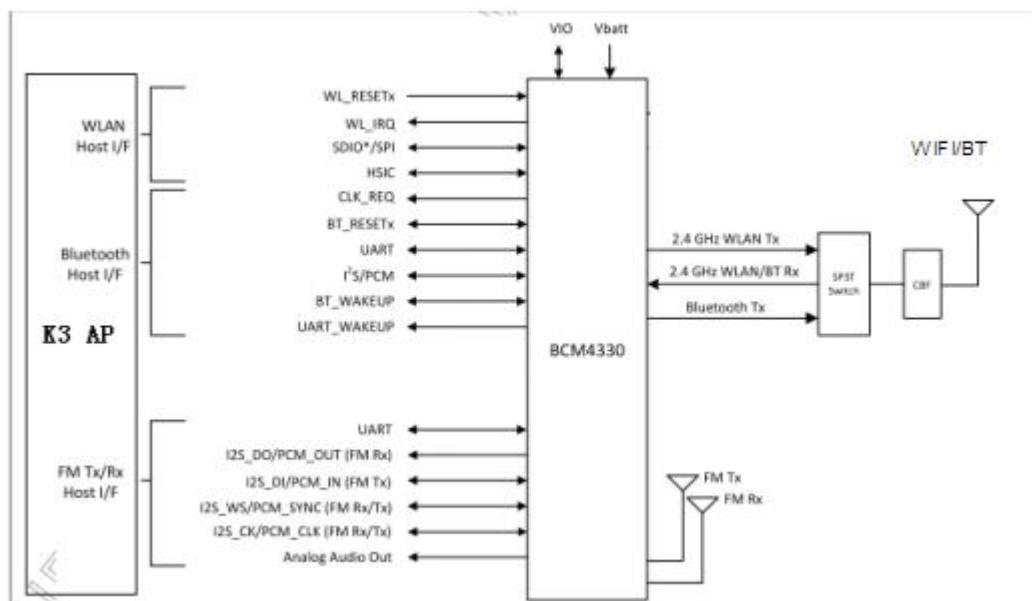 VIO Vbatt
WL_RESETx
WLAN
Host I/F
WL_IRQ
SDIO*/SPI
HSIC
CLK_REQ
BT_RESETx
Bluetooth
Host I/F
UART
I²S/PCM
BT_WAKEUP
UART_WAKEUP
K3 AP
BCM4330
WIFI/BT
2.4 GHz WLAN Tx
2.4 GHz WLAN/BT Rx
Bluetooth Tx
SPST
Switch
CBF
FM Tx/Rx
Host I/F
UART
I2S_DO/PCM_OUT (FM Rx)
I2S_DI/PCM_IN (FM Tx)
I2S_WS/PCM_SYNC (FM Rx/Tx)
I2S_CK/PCM_CLK (FM Rx/Tx)
Analog Audio Out
FM Tx
FM Rx